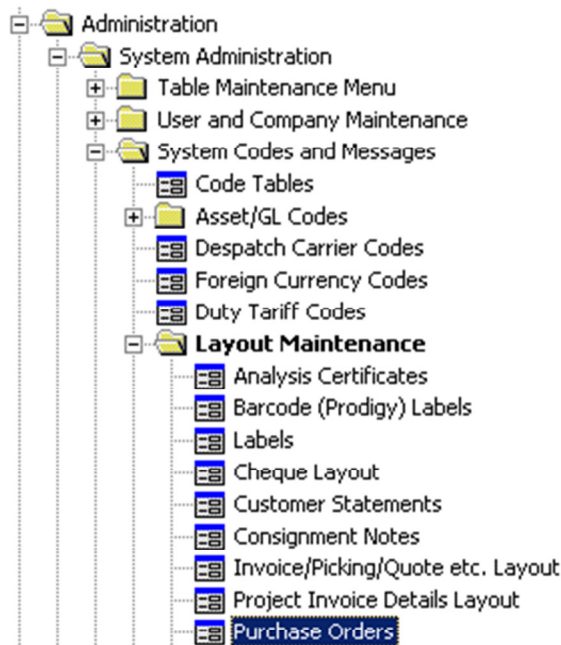 Administration
System Administration
Table Maintenance Menu
User and Company Maintenance
System Codes and Messages
Code Tables
Asset/GL Codes
Despatch Carrier Codes
Foreign Currency Codes
Duty Tariff Codes
Layout Maintenance
Analysis Certificates
Barcode (Prodigy) Labels
Labels
Cheque Layout
Customer Statements
Consignment Notes
Invoice/Picking/Quote etc. Layout
Project Invoice Details Layout
Purchase Orders